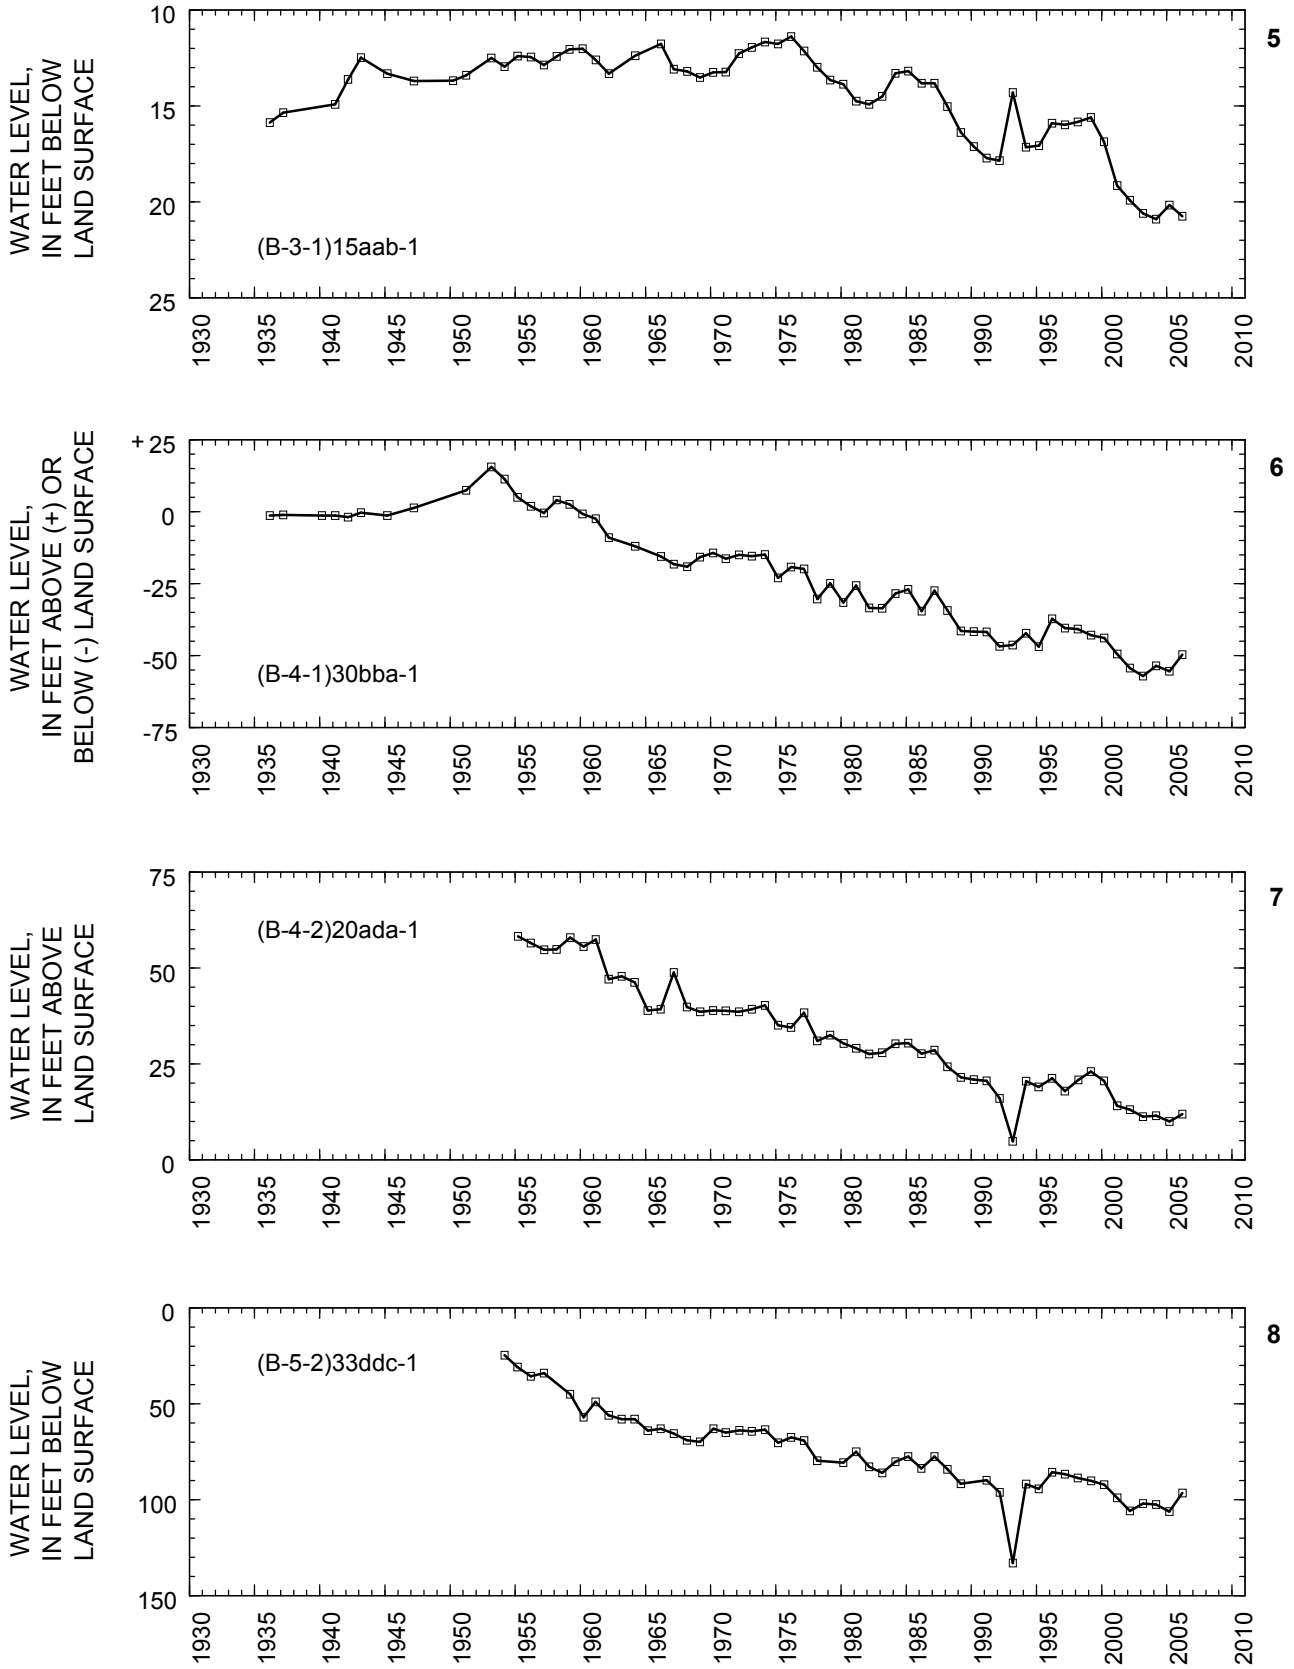 WATER LEVEL,
IN FEET BELOW
LAND SURFACE
10
15
20
25
(B-3-1)15aab-1
5
1930 1935 1940 1945 1950 1955 1960 1965 1970 1975 1980 1985 1990 1995 2000 2005 2010
WATER LEVEL,
IN FEET ABOVE (+) OR
BELOW (-) LAND SURFACE
+25
0
-25
-50
-75
(B-4-1)30bba-1
6
1930 1935 1940 1945 1950 1955 1960 1965 1970 1975 1980 1985 1990 1995 2000 2005 2010
WATER LEVEL,
IN FEET ABOVE
LAND SURFACE
75
50
25
0
(B-4-2)20ada-1
7
1930 1935 1940 1945 1950 1955 1960 1965 1970 1975 1980 1985 1990 1995 2000 2005 2010
WATER LEVEL,
IN FEET BELOW
LAND SURFACE
0
50
100
150
(B-5-2)33ddc-1
8
1930 1935 1940 1945 1950 1955 1960 1965 1970 1975 1980 1985 1990 1995 2000 2005 2010